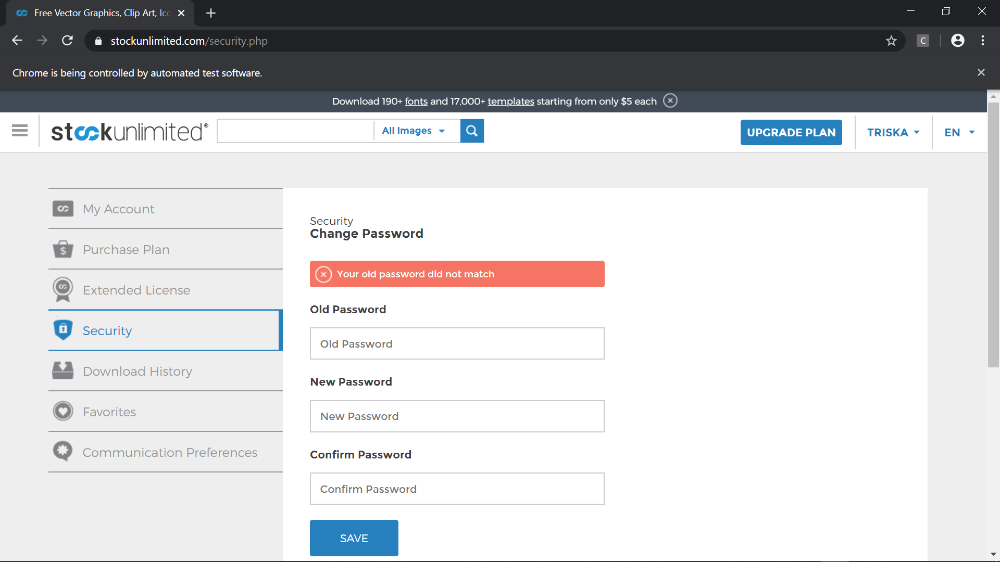 Free Vector Graphics, Clip Art, Ico
stockunlimited.com/security.php
C
Chrome is being controlled by automated test software.
Download 190+ fonts and 17,000+ templates starting from only $5 each
stockunlimited®
All Images
UPGRADE PLAN
TRISKA
EN
My Account
Purchase Plan
Extended License
Security
Download History
Favorites
Communication Preferences
Security
Change Password
Your old password did not match
Old Password
Old Password
New Password
New Password
Confirm Password
Confirm Password
SAVE